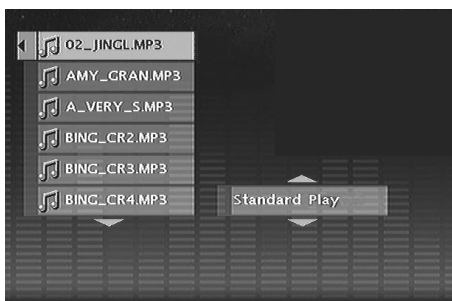 02_JINGL.MP3
AMY_GRAN.MP3
A_VERY_S.MP3
BING_CR2.MP3
BING_CR3.MP3
BING_CR4.MP3
Standard Play